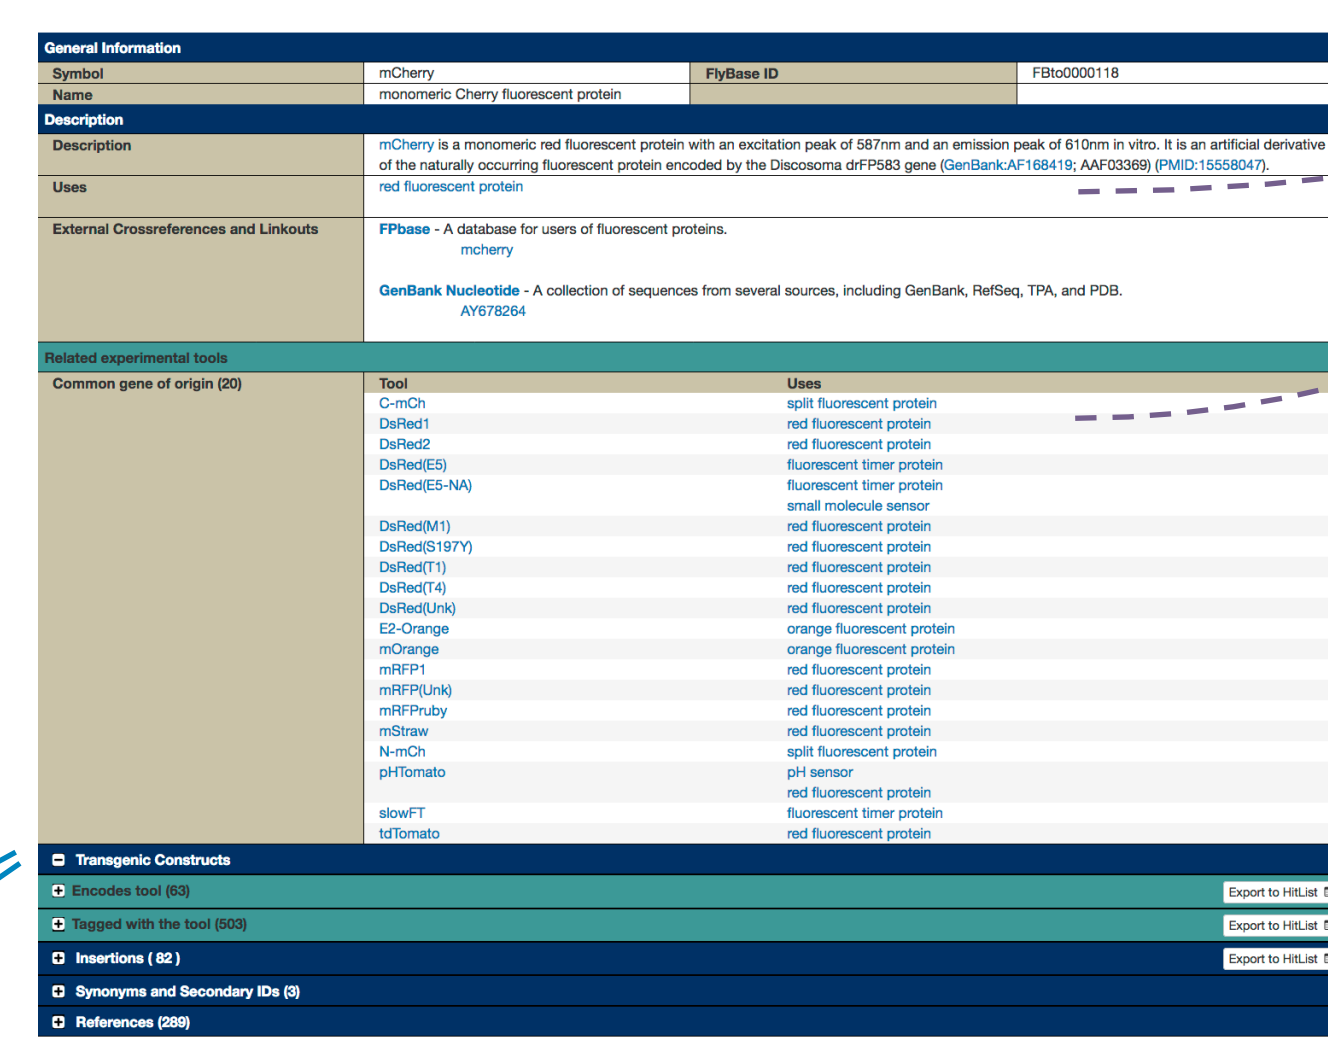 General Information
Symbol mCherry FlyBase ID FBto0000118
Name monomeric Cherry fluorescent protein
Description
Description mCherry is a monomeric red fluorescent protein with an excitation peak of 587nm and an emission peak of 610nm in vitro. It is an artificial derivative
of the naturally occurring fluorescent protein encoded by the Discosoma drFP583 gene (GenBank:AF168419; AAF03369) (PMID:15558047).
Uses red fluorescent protein
External Crossreferences and Linkouts FPbase - A database for users of fluorescent proteins.
mcherry
GenBank Nucleotide - A collection of sequences from several sources, including GenBank, RefSeq, TPA, and PDB.
AY678264
Related experimental tools
Common gene of origin (20) Tool Uses
C-mCh split fluorescent protein
DsRed1 red fluorescent protein
DsRed2 red fluorescent protein
DsRed(E5) fluorescent timer protein
DsRed(E5-NA) fluorescent timer protein
small molecule sensor
DsRed(M1) red fluorescent protein
DsRed(S197Y) red fluorescent protein
DsRed(T1) red fluorescent protein
DsRed(T4) red fluorescent protein
DsRed(Unk) red fluorescent protein
E2-Orange orange fluorescent protein
mOrange orange fluorescent protein
mRFP1 red fluorescent protein
mRFP(Unk) red fluorescent protein
mRFPruby red fluorescent protein
mStraw red fluorescent protein
N-mCh split fluorescent protein
pHTomato pH sensor
red fluorescent protein
slowFT fluorescent timer protein
tdTomato red fluorescent protein
Transgenic Constructs
Encodes tool (63) Export to HitList
Tagged with the tool (503) Export to HitList
Insertions ( 82 ) Export to HitList
Synonyms and Secondary IDs (3)
References (289)